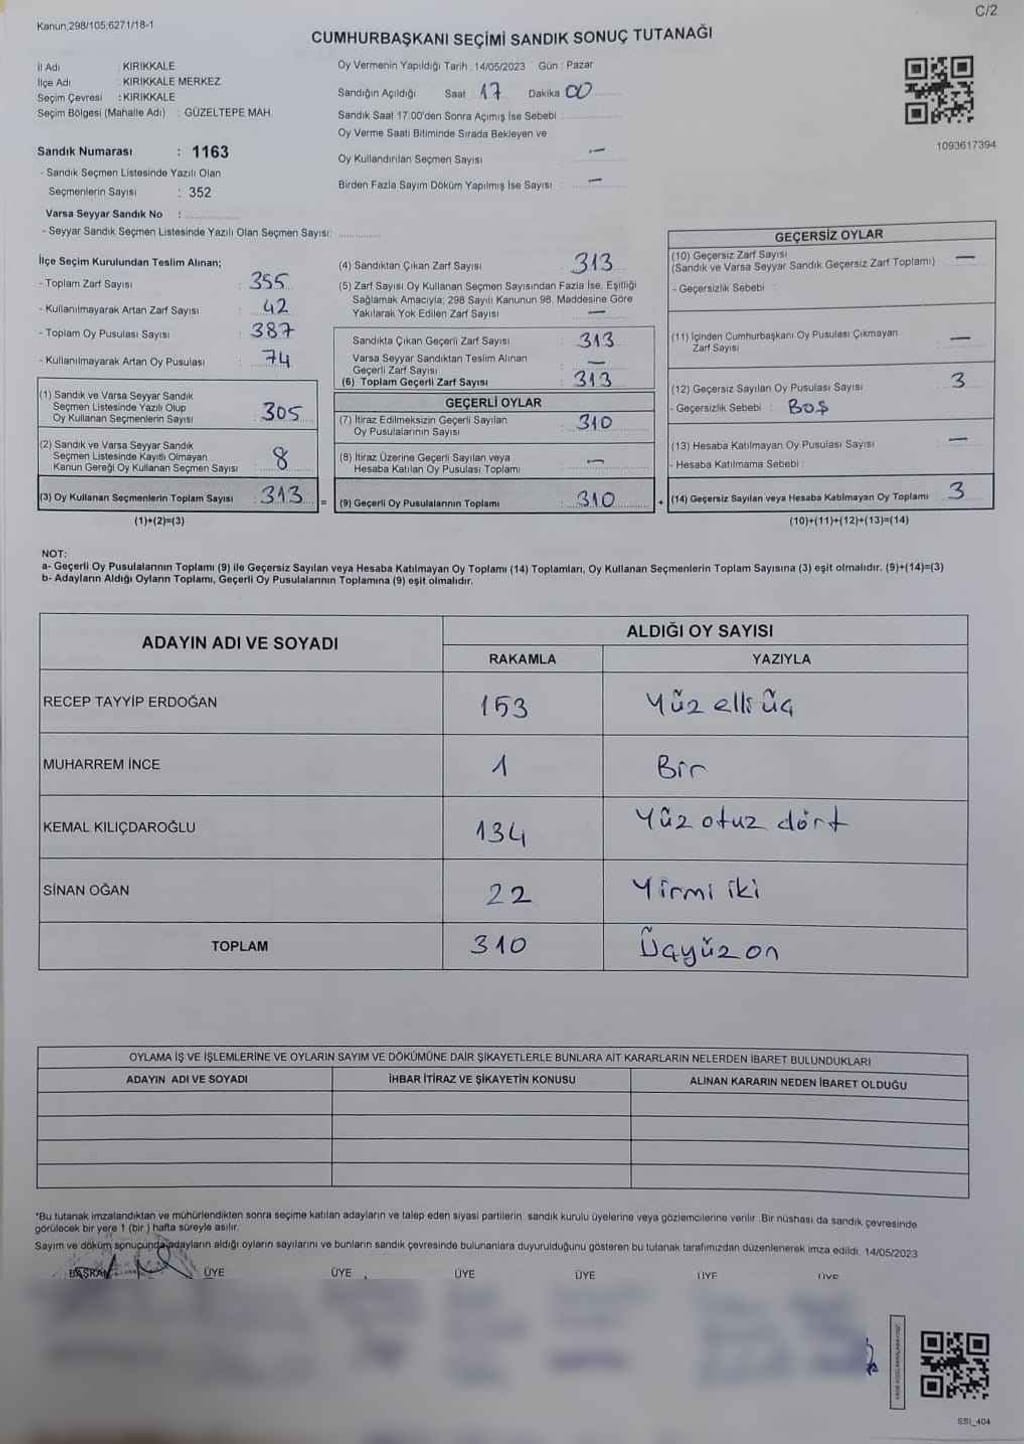 C/2
Kanun,298/105,6271/18-1
CUMHURBAŞKANI SEÇİMİ SANDIK SONUÇ TUTANAĞI
İl Adı : KIRIKKALE
İlçe Adı : KIRIKKALE MERKEZ
Seçim Çevresi : KIRIKKALE
Seçim Bölgesi (Mahalle Adı) : GÜZELTEPE MAH.
Sandık Numarası : 1163
- Sandık Seçmen Listesinde Yazılı Olan
Seçmenlerin Sayısı : 352
Varsa Seyyar Sandık No :
- Seyyar Sandık Seçmen Listesinde Yazılı Olan Seçmen Sayısı:
Oy Vermenin Yapıldığı Tarih : 14/05/2023 Gün : Pazar
Sandığın Açıldığı Saat 17 Dakika 00
Sandık Saat 17.00'den Sonra Açımış İse Sebebi :
Oy Verme Saati Bitiminde Sırada Bekleyen ve
Oy Kullandırılan Seçmen Sayısı —
Birden Fazla Sayım Döküm Yapılmış İse Sayısı : —
1093617394
İlçe Seçim Kurulundan Teslim Alınan;
- Toplam Zarf Sayısı : 355
- Kullanılmayarak Artan Zarf Sayısı : 42
- Toplam Oy Pusulası Sayısı : 387
- Kullanılmayarak Artan Oy Pusulası : 74
(1) Sandık ve Varsa Seyyar Sandık
Seçmen Listesinde Yazılı Olup
Oy Kullanan Seçmenlerin Sayısı : 305
(2) Sandık ve Varsa Seyyar Sandık
Seçmen Listesinde Kayıtlı Olmayan
Kanun Gereği Oy Kullanan Seçmen Sayısı : 8
(3) Oy Kullanan Seçmenlerin Toplam Sayısı : 313 =
(1)+(2)=(3)
(4) Sandıktan Çıkan Zarf Sayısı 313
(5) Zarf Sayısı Oy Kullanan Seçmen Sayısından Fazla İse, Eşitliği
Sağlamak Amacıyla; 298 Sayılı Kanunun 98. Maddesine Göre
Yakılarak Yok Edilen Zarf Sayısı —
Sandıkta Çıkan Geçerli Zarf Sayısı : 313
Varsa Seyyar Sandıktan Teslim Alınan
Geçerli Zarf Sayısı —
(6) Toplam Geçerli Zarf Sayısı : 313
GEÇERLİ OYLAR
(7) İtiraz Edilmeksizin Geçerli Sayılan
Oy Pusulalarının Sayısı : 310
(8) İtiraz Üzerine Geçerli Sayılan veya
Hesaba Katılan Oy Pusulası Toplamı : —
(9) Geçerli Oy Pusulalarının Toplamı : 310 +
GEÇERSİZ OYLAR
(10) Geçersiz Zarf Sayısı
(Sandık ve Varsa Seyyar Sandık Geçersiz Zarf Toplamı) —
- Geçersizlik Sebebi :
(11) İçinden Cumhurbaşkanı Oy Pusulası Çıkmayan
Zarf Sayısı —
(12) Geçersiz Sayılan Oy Pusulası Sayısı 3
- Geçersizlik Sebebi : BOŞ
(13) Hesaba Katılmayan Oy Pusulası Sayısı —
- Hesaba Katılmama Sebebi :
(14) Geçersiz Sayılan veya Hesaba Katılmayan Oy Toplamı 3
(10)+(11)+(12)+(13)=(14)
NOT:
a- Geçerli Oy Pusulalarının Toplamı (9) ile Geçersiz Sayılan veya Hesaba Katılmayan Oy Toplamı (14) Toplamları, Oy Kullanan Seçmenlerin Toplam Sayısına (3) eşit olmalıdır. (9)+(14)=(3)
b- Adayların Aldığı Oyların Toplamı, Geçerli Oy Pusulalarının Toplamına (9) eşit olmalıdır.
ADAYIN ADI VE SOYADI
ALDIĞI OY SAYISI
RAKAMLA YAZIYLA
RECEP TAYYİP ERDOĞAN 153 Yüz elli üç
MUHARREM İNCE 1 Bir
KEMAL KILIÇDAROĞLU 134 Yüz otuz dört
SİNAN OĞAN 22 Yirmi iki
TOPLAM 310 Üçyüz on
OYLAMA İŞ VE İŞLEMLERİNE VE OYLARIN SAYIM VE DÖKÜMÜNE DAİR ŞİKAYETLERLE BUNLARA AİT KARARLARIN NELERDEN İBARET BULUNDUKLARI
ADAYIN ADI VE SOYADI İHBAR İTİRAZ VE ŞİKAYETİN KONUSU ALINAN KARARIN NEDEN İBARET OLDUĞU
*Bu tutanak imzalandıktan ve mühürlendikten sonra seçime katılan adayların ve talep eden siyasi partilerin, sandık kurulu üyelerine veya gözlemcilerine verilir. Bir nüshası da sandık çevresinde
görülecek bir yere 1 (bir ) hafta süreyle asılır.
Sayım ve döküm sonucunda adayların aldığı oyların sayılarını ve bunların sandık çevresinde bulunanlara duyurulduğunu gösteren bu tutanak tarafımızdan düzenlenerek imza edildi. 14/05/2023
BAŞKAN ÜYE ÜYE ÜYE ÜYE ÜYE ÜYE
SSI_404